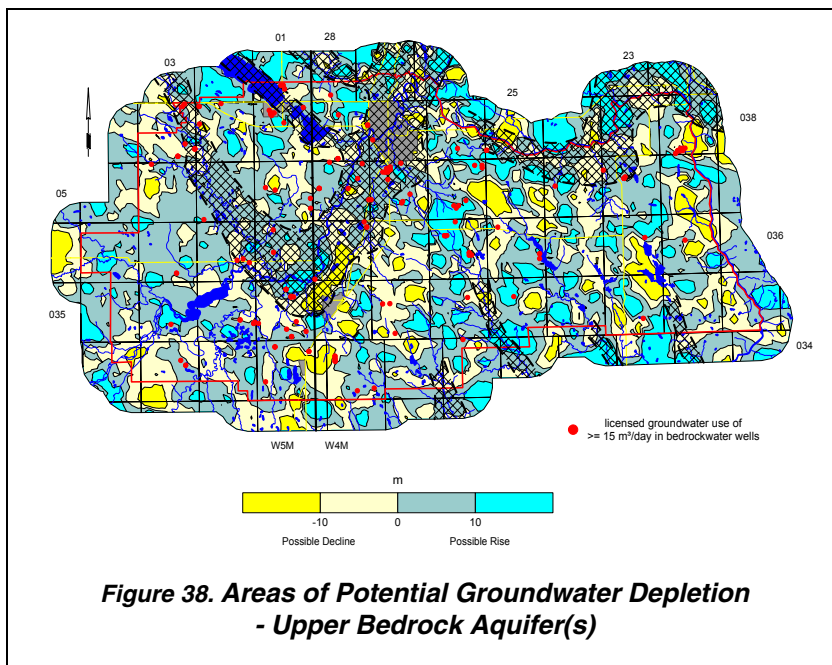 01
28
03
23
25
038
05
036
035
034
W5M
W4M
licensed groundwater use of
>= 15 m³/day in bedrockwater wells
m
-10
0
10
Possible Decline
Possible Rise
Figure 38. Areas of Potential Groundwater Depletion
- Upper Bedrock Aquifer(s)